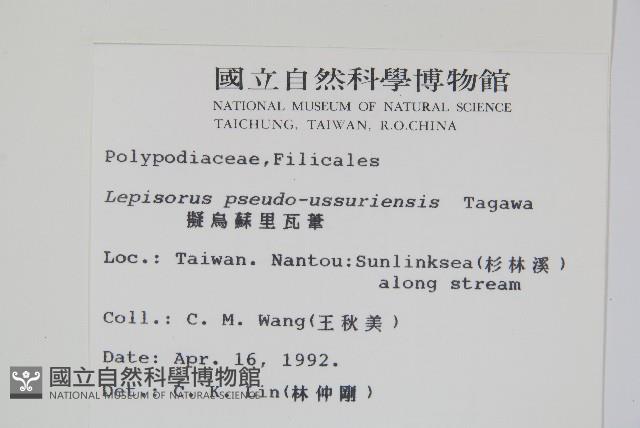 國立自然科學博物館
NATIONAL MUSEUM OF NATURAL SCIENCE
TAICHUNG, TAIWAN, R.O.CHINA
Polypodiaceae,Filicales
Lepisorus pseudo-ussuriensis Tagawa
擬烏蘇里瓦葦
Loc.: Taiwan. Nantou:Sunlinksea(杉林溪)
along stream
Coll.: C. M. Wang(王秋美)
Date: Apr. 16, 1992.
Det.: C. K. Lin(林仲剛)
國立自然科學博物館
NATIONAL MUSEUM OF NATURAL SCIENCE